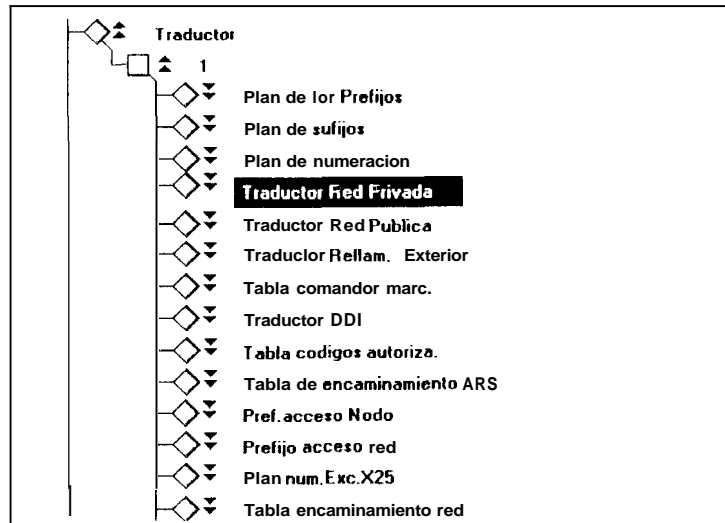 Traductor
1
Plan de lor Prefijos
Plan de sufijos
Plan de numeracion
Traductor Red Privada
Traductor Red Publica
Traduclor Rellam. Exterior
Tabla comandor marc.
Traductor DDI
Tabla codigos autoriza.
Tabla de encaminamiento ARS
Pref.acceso Nodo
Prefijo acceso red
Plan num.Exc.X25
Tabla encaminamiento red